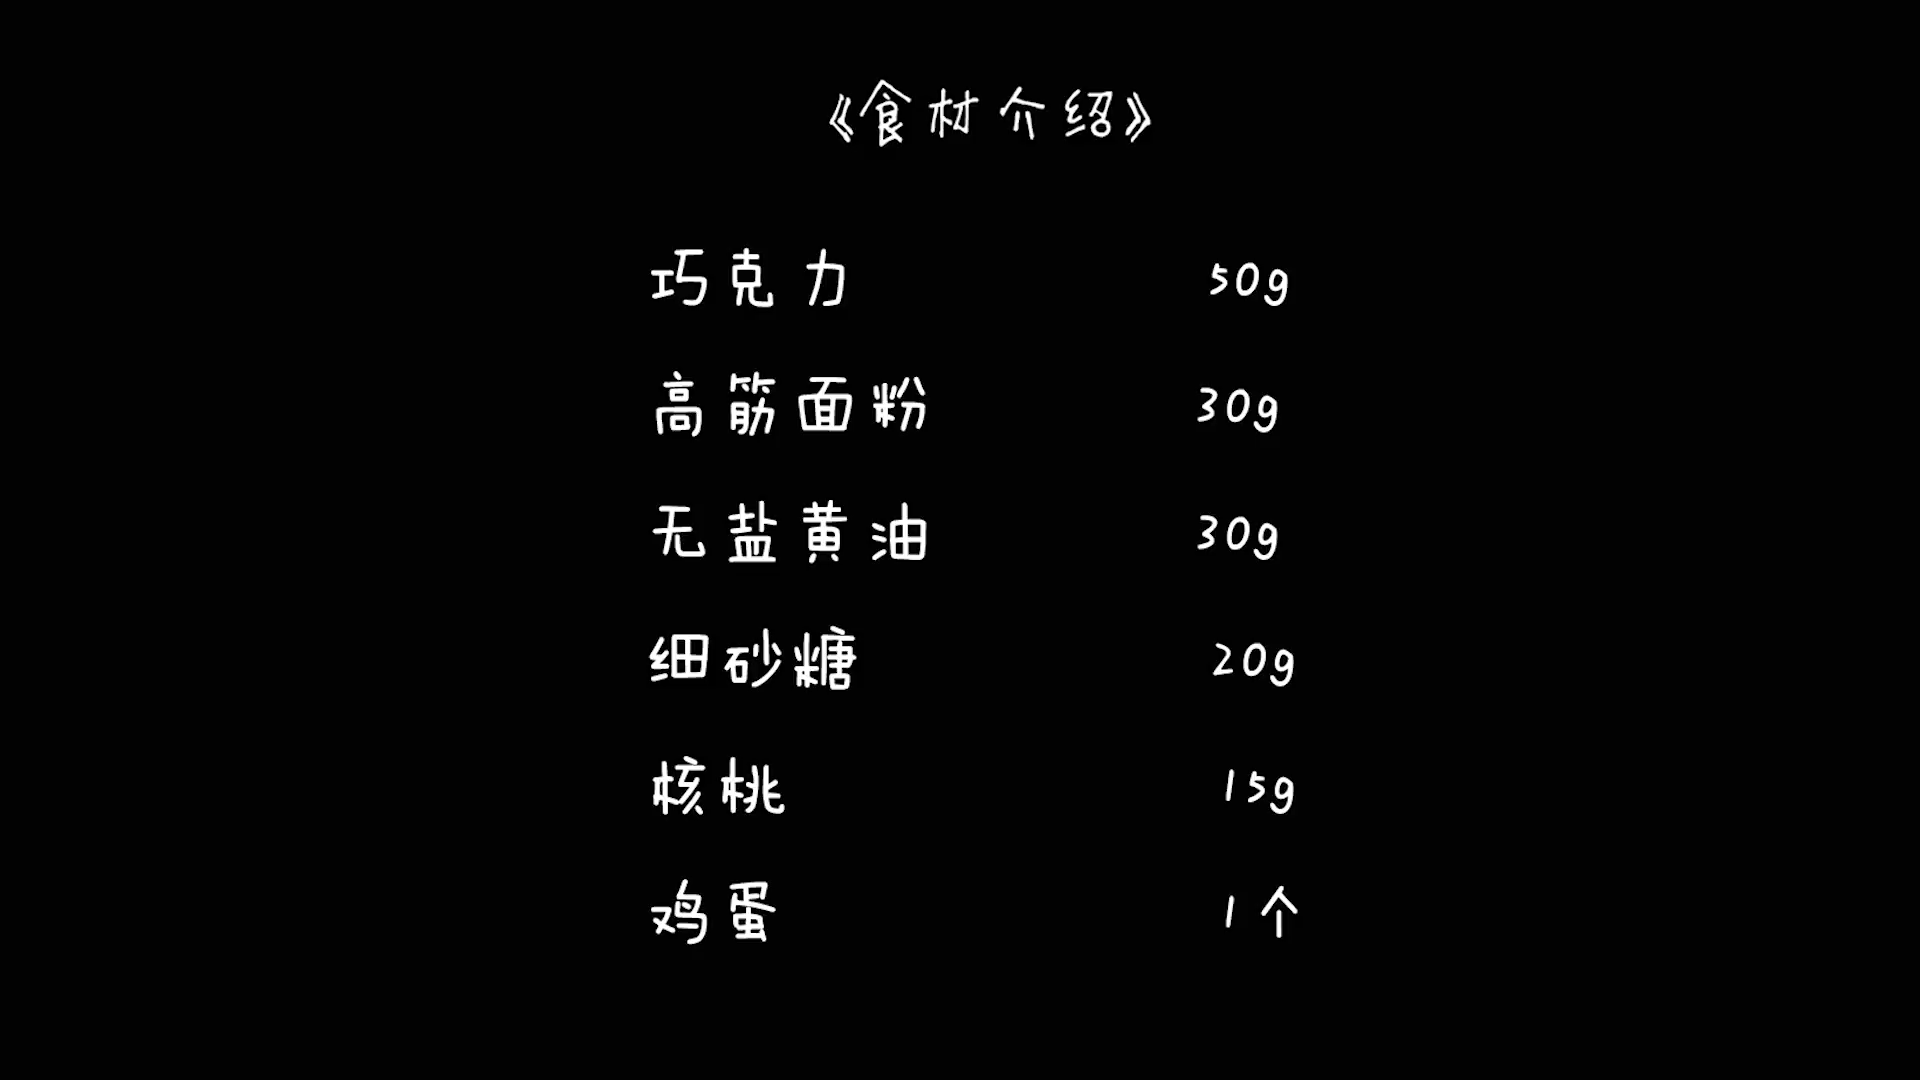 《食材介绍》
巧克力 50g
高筋面粉 30g
无盐黄油 30g
细砂糖 20g
核桃 15g
鸡蛋 1个